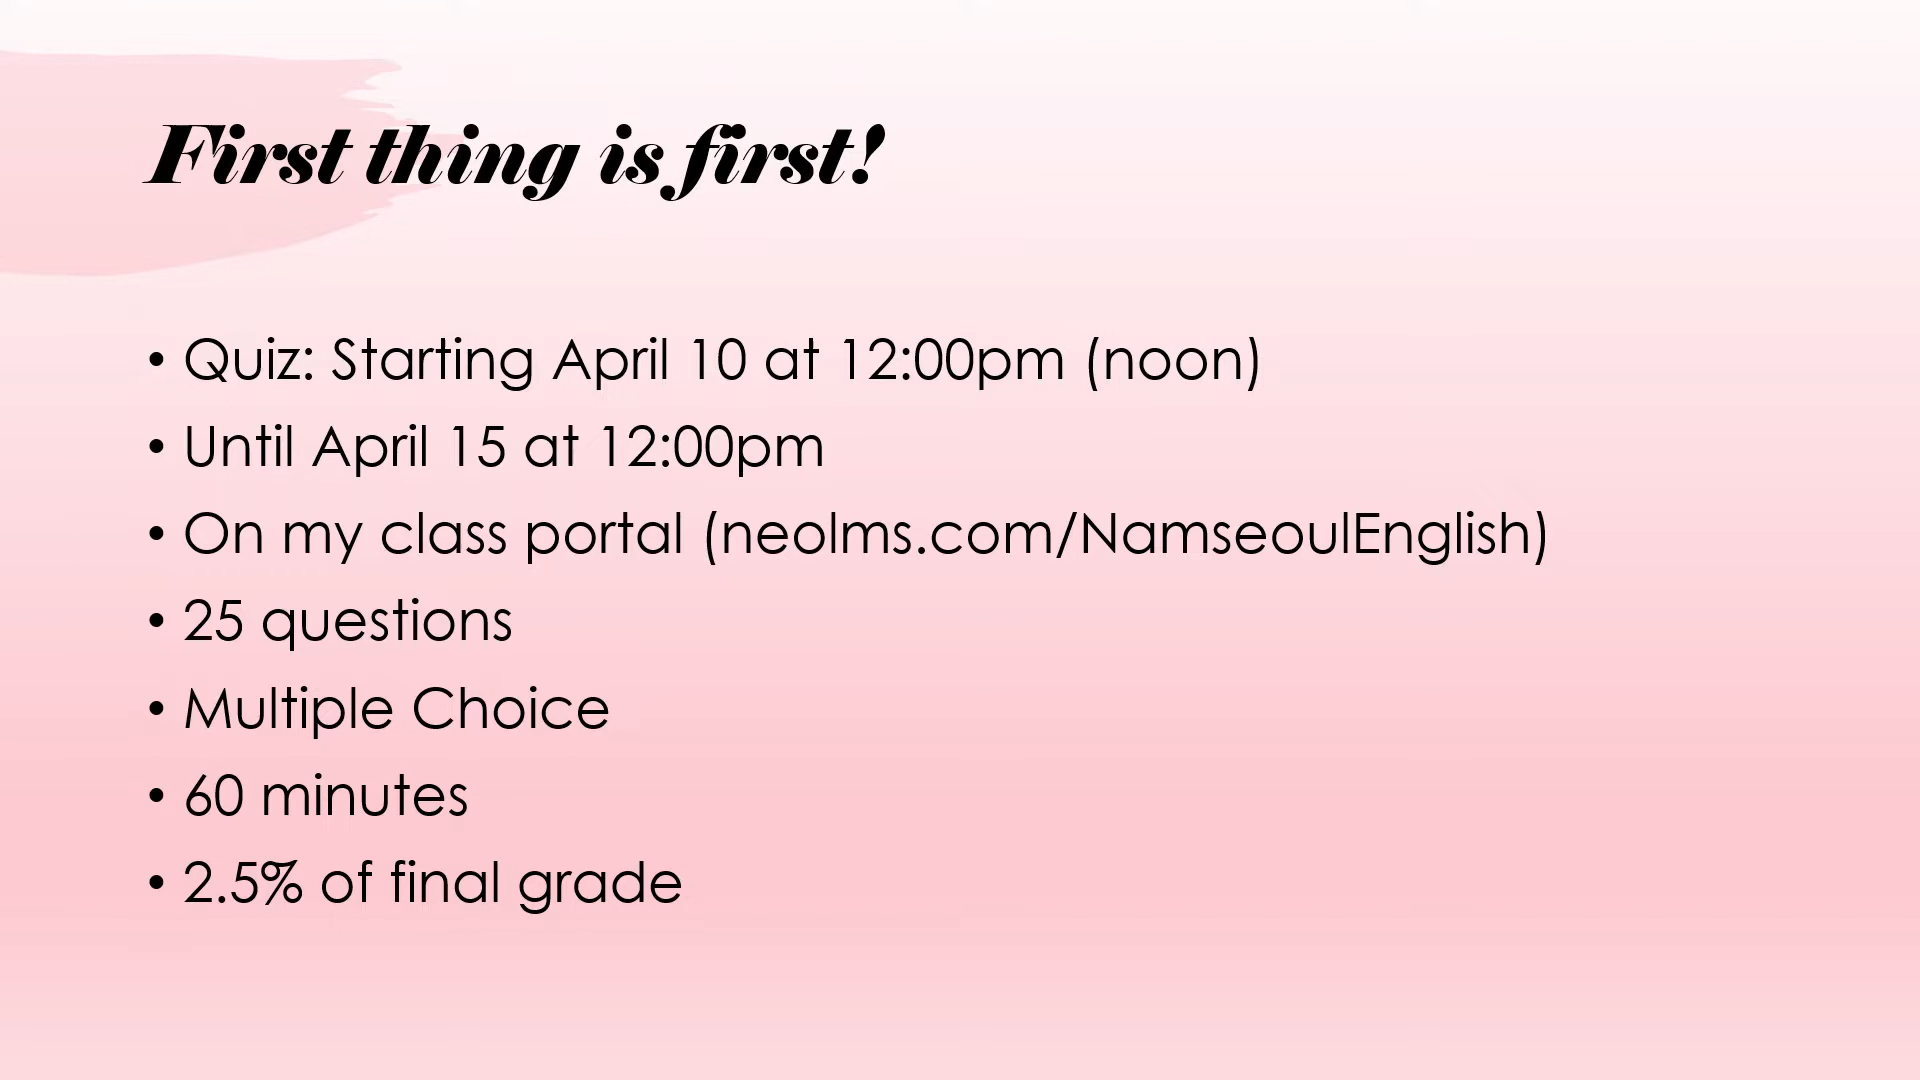 First thing is first!
• Quiz: Starting April 10 at 12:00pm (noon)
• Until April 15 at 12:00pm
• On my class portal (neolms.com/NamseoulEnglish)
• 25 questions
• Multiple Choice
• 60 minutes
• 2.5% of final grade